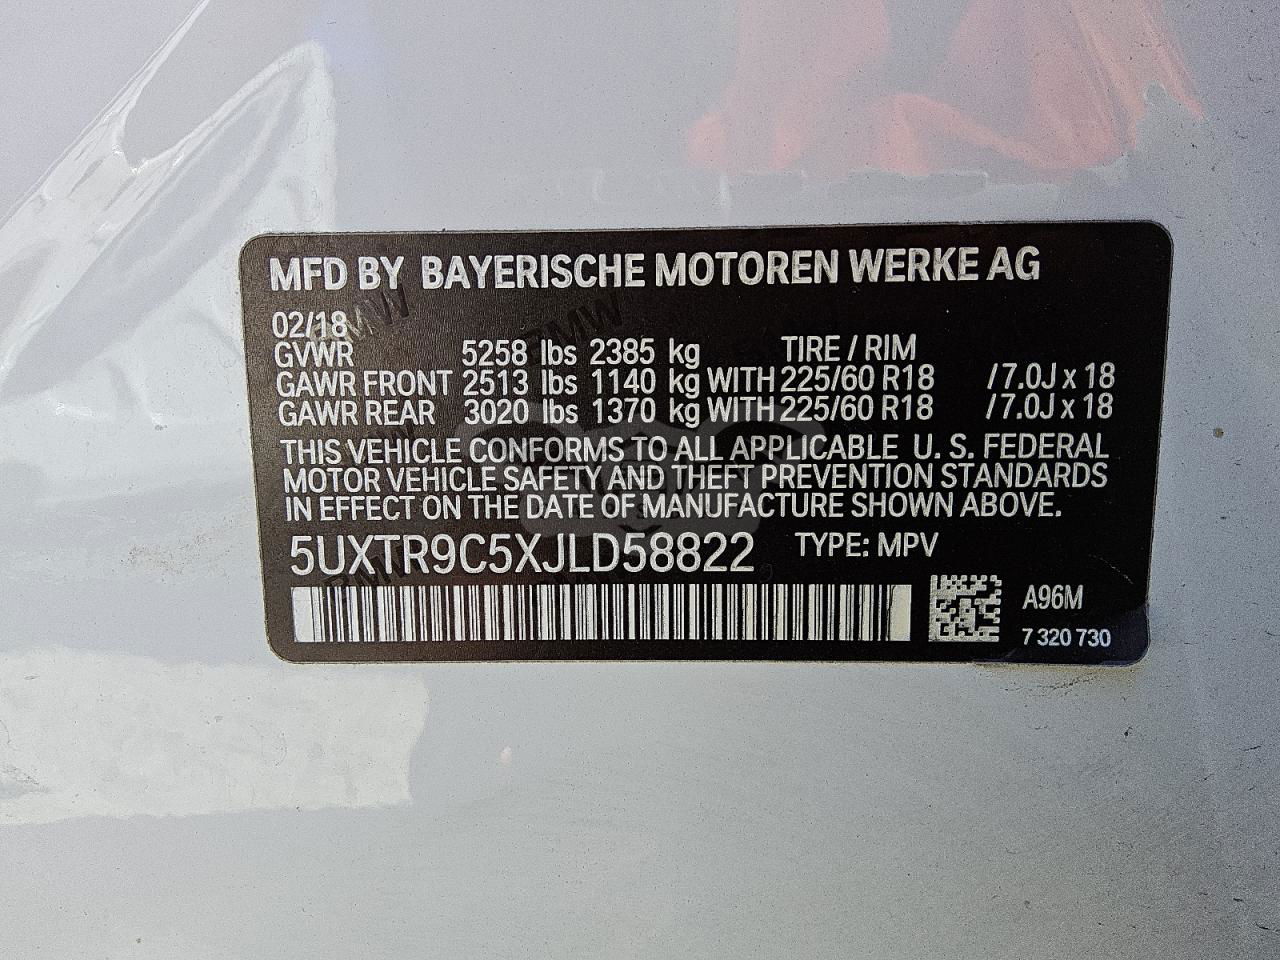 MFD BY BAYERISCHE MOTOREN WERKE AG
02/18
GVWR 5258 lbs 2385 kg TIRE / RIM
GAWR FRONT 2513 lbs 1140 kg WITH 225/60 R18 /7.0J x 18
GAWR REAR 3020 lbs 1370 kg WITH 225/60 R18 /7.0J x 18
THIS VEHICLE CONFORMS TO ALL APPLICABLE U. S. FEDERAL
MOTOR VEHICLE SAFETY AND THEFT PREVENTION STANDARDS
IN EFFECT ON THE DATE OF MANUFACTURE SHOWN ABOVE.
5UXTR9C5XJLD58822 TYPE: MPV
A96M
7 320 730
BMW
BMW
BMW